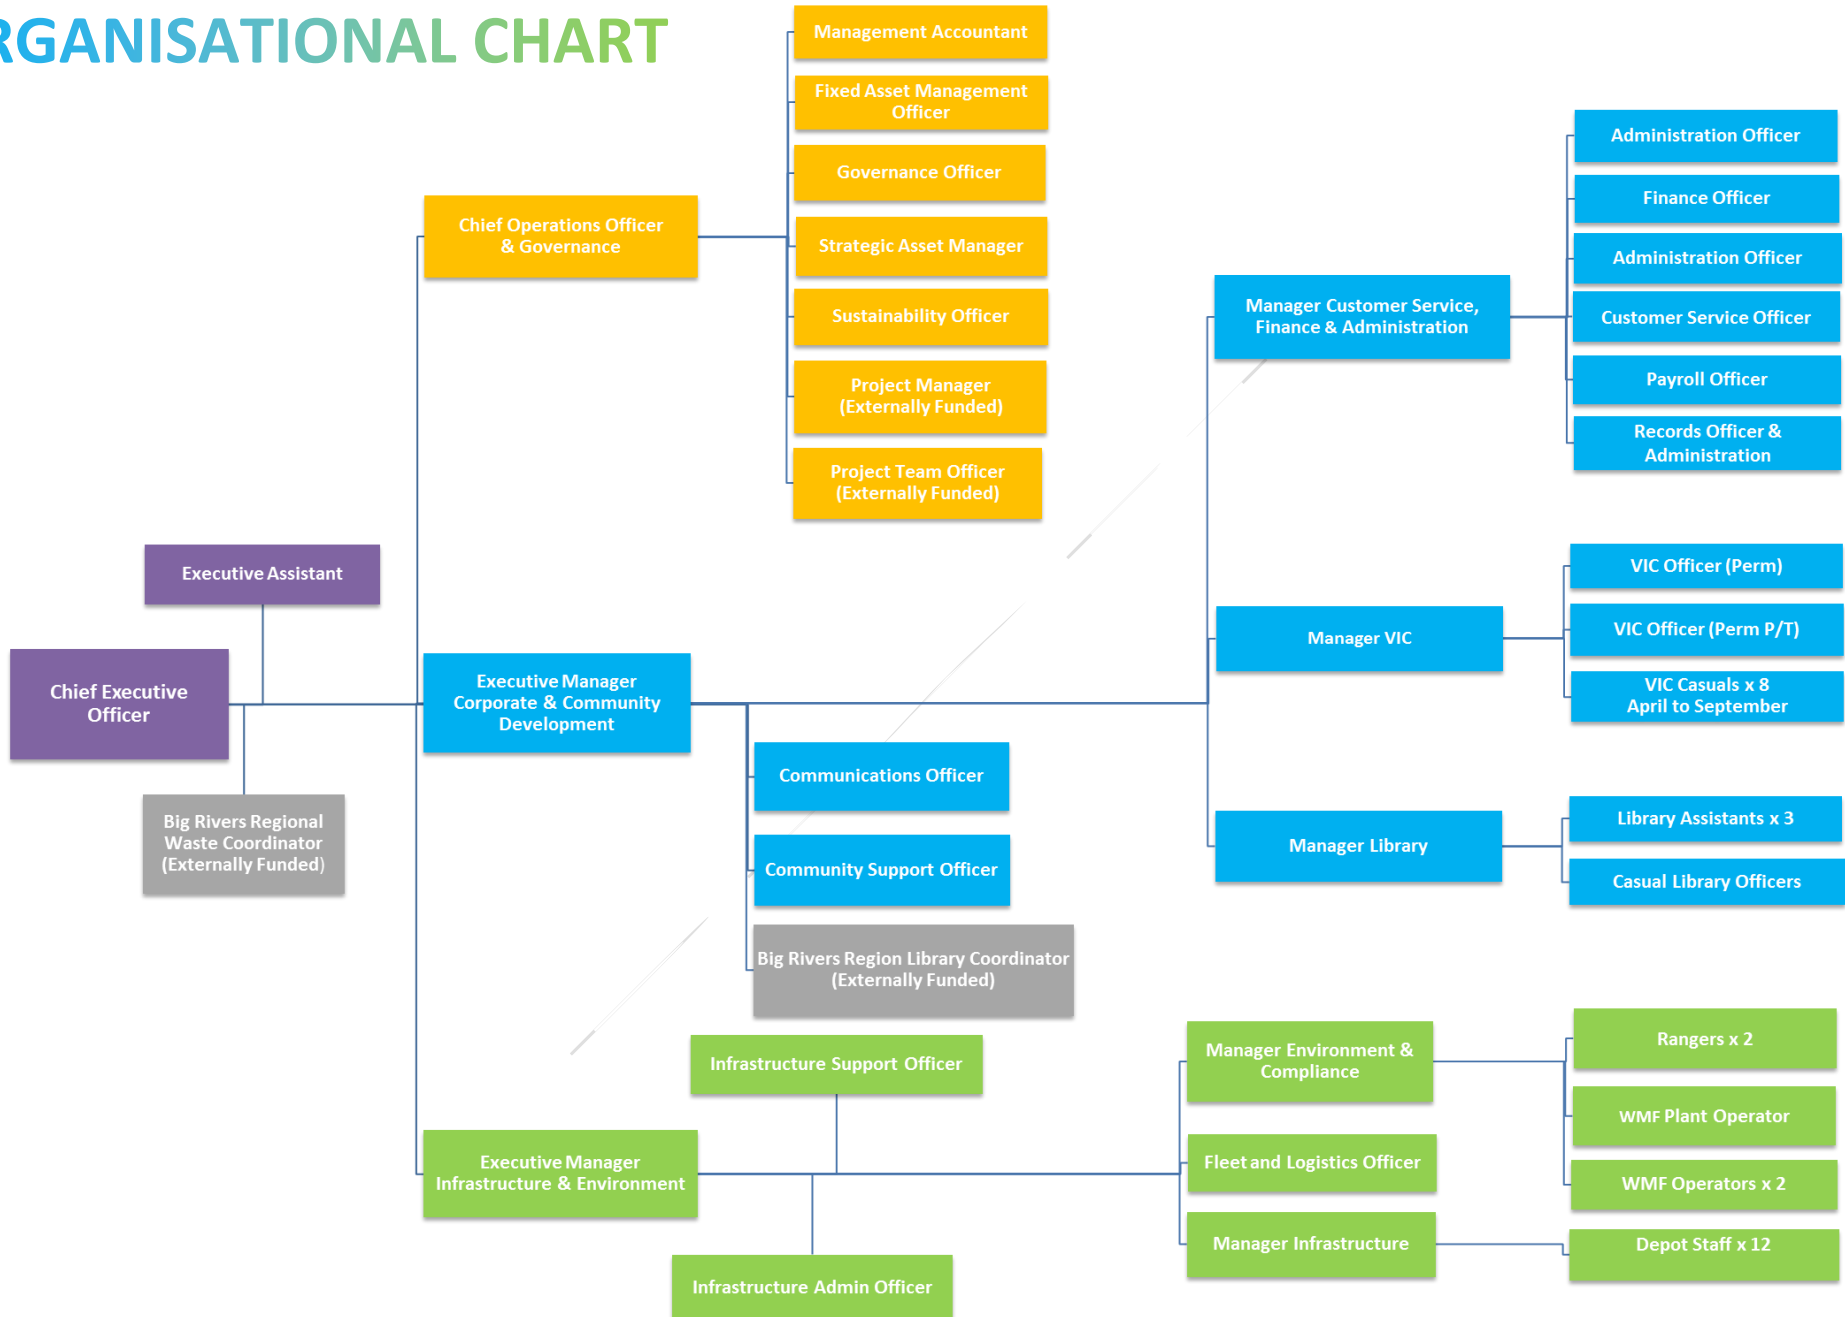 RGANISATIONAL CHART
Management Accountant
Fixed Asset Management
Officer
Governance Officer
Chief Operations Officer
& Governance
Strategic Asset Manager
Sustainability Officer
Project Manager
(Externally Funded)
Project Team Officer
(Externally Funded)
Administration Officer
Finance Officer
Administration Officer
Manager Customer Service,
Finance & Administration
Customer Service Officer
Payroll Officer
Records Officer &
Administration
Executive Assistant
Chief Executive
Officer
Big Rivers Regional
Waste Coordinator
(Externally Funded)
Executive Manager
Corporate & Community
Development
Communications Officer
Community Support Officer
Big Rivers Region Library Coordinator
(Externally Funded)
Manager VIC
VIC Officer (Perm)
VIC Officer (Perm P/T)
VIC Casuals x 8
April to September
Manager Library
Library Assistants x 3
Casual Library Officers
Infrastructure Support Officer
Executive Manager
Infrastructure & Environment
Infrastructure Admin Officer
Manager Environment &
Compliance
Fleet and Logistics Officer
Manager Infrastructure
Rangers x 2
WMF Plant Operator
WMF Operators x 2
Depot Staff x 12